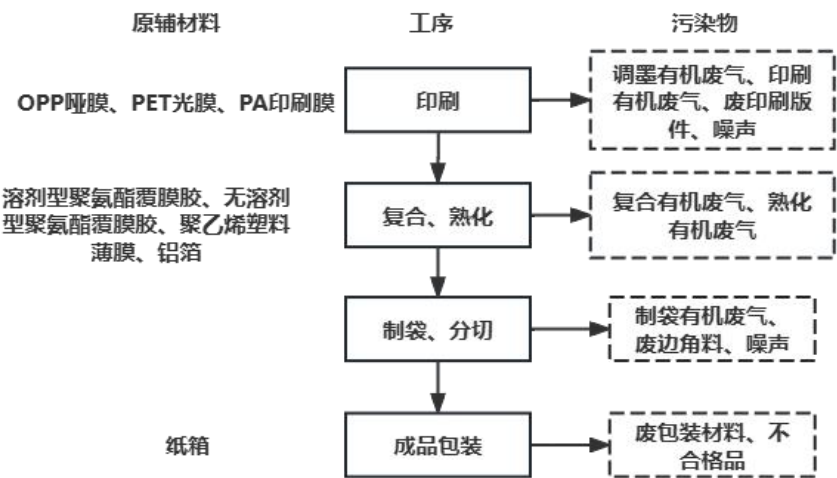 原辅材料
工序
污染物
OPP哑膜、PET光膜、PA印刷膜
印刷
调墨有机废气、印刷
有机废气、废印刷版
件、噪声
溶剂型聚氨酯覆膜胶、无溶剂
型聚氨酯覆膜胶、聚乙烯塑料
薄膜、铝箔
复合、熟化
复合有机废气、熟化
有机废气
制袋、分切
制袋有机废气、
废边角料、噪声
纸箱
成品包装
废包装材料、不
合格品